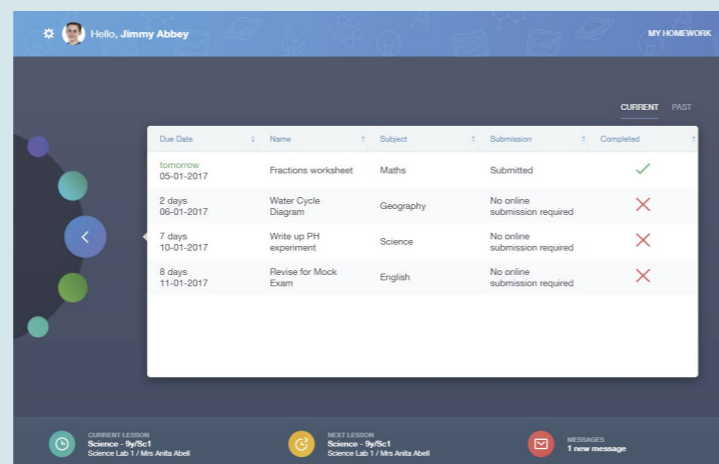 Hello, Jimmy Abbey
MY HOMEWORK
CURRENT PAST
Due Date Name Subject Submission Completed
tomorrow
05-01-2017
Fractions worksheet
Maths
Submitted
2 days
06-01-2017
Water Cycle
Diagram
Geography
No online
submission required
7 days
10-01-2017
Write up PH
experiment
Science
No online
submission required
8 days
11-01-2017
Revise for Mock
Exam
English
No online
submission required
CURRENT LESSON
Science - 9y/Sc1
Science Lab 1 / Mrs Anita Abell
NEXT LESSON
Science - 9y/Sc1
Science Lab 1 / Mrs Anita Abell
MESSAGES
1 new message